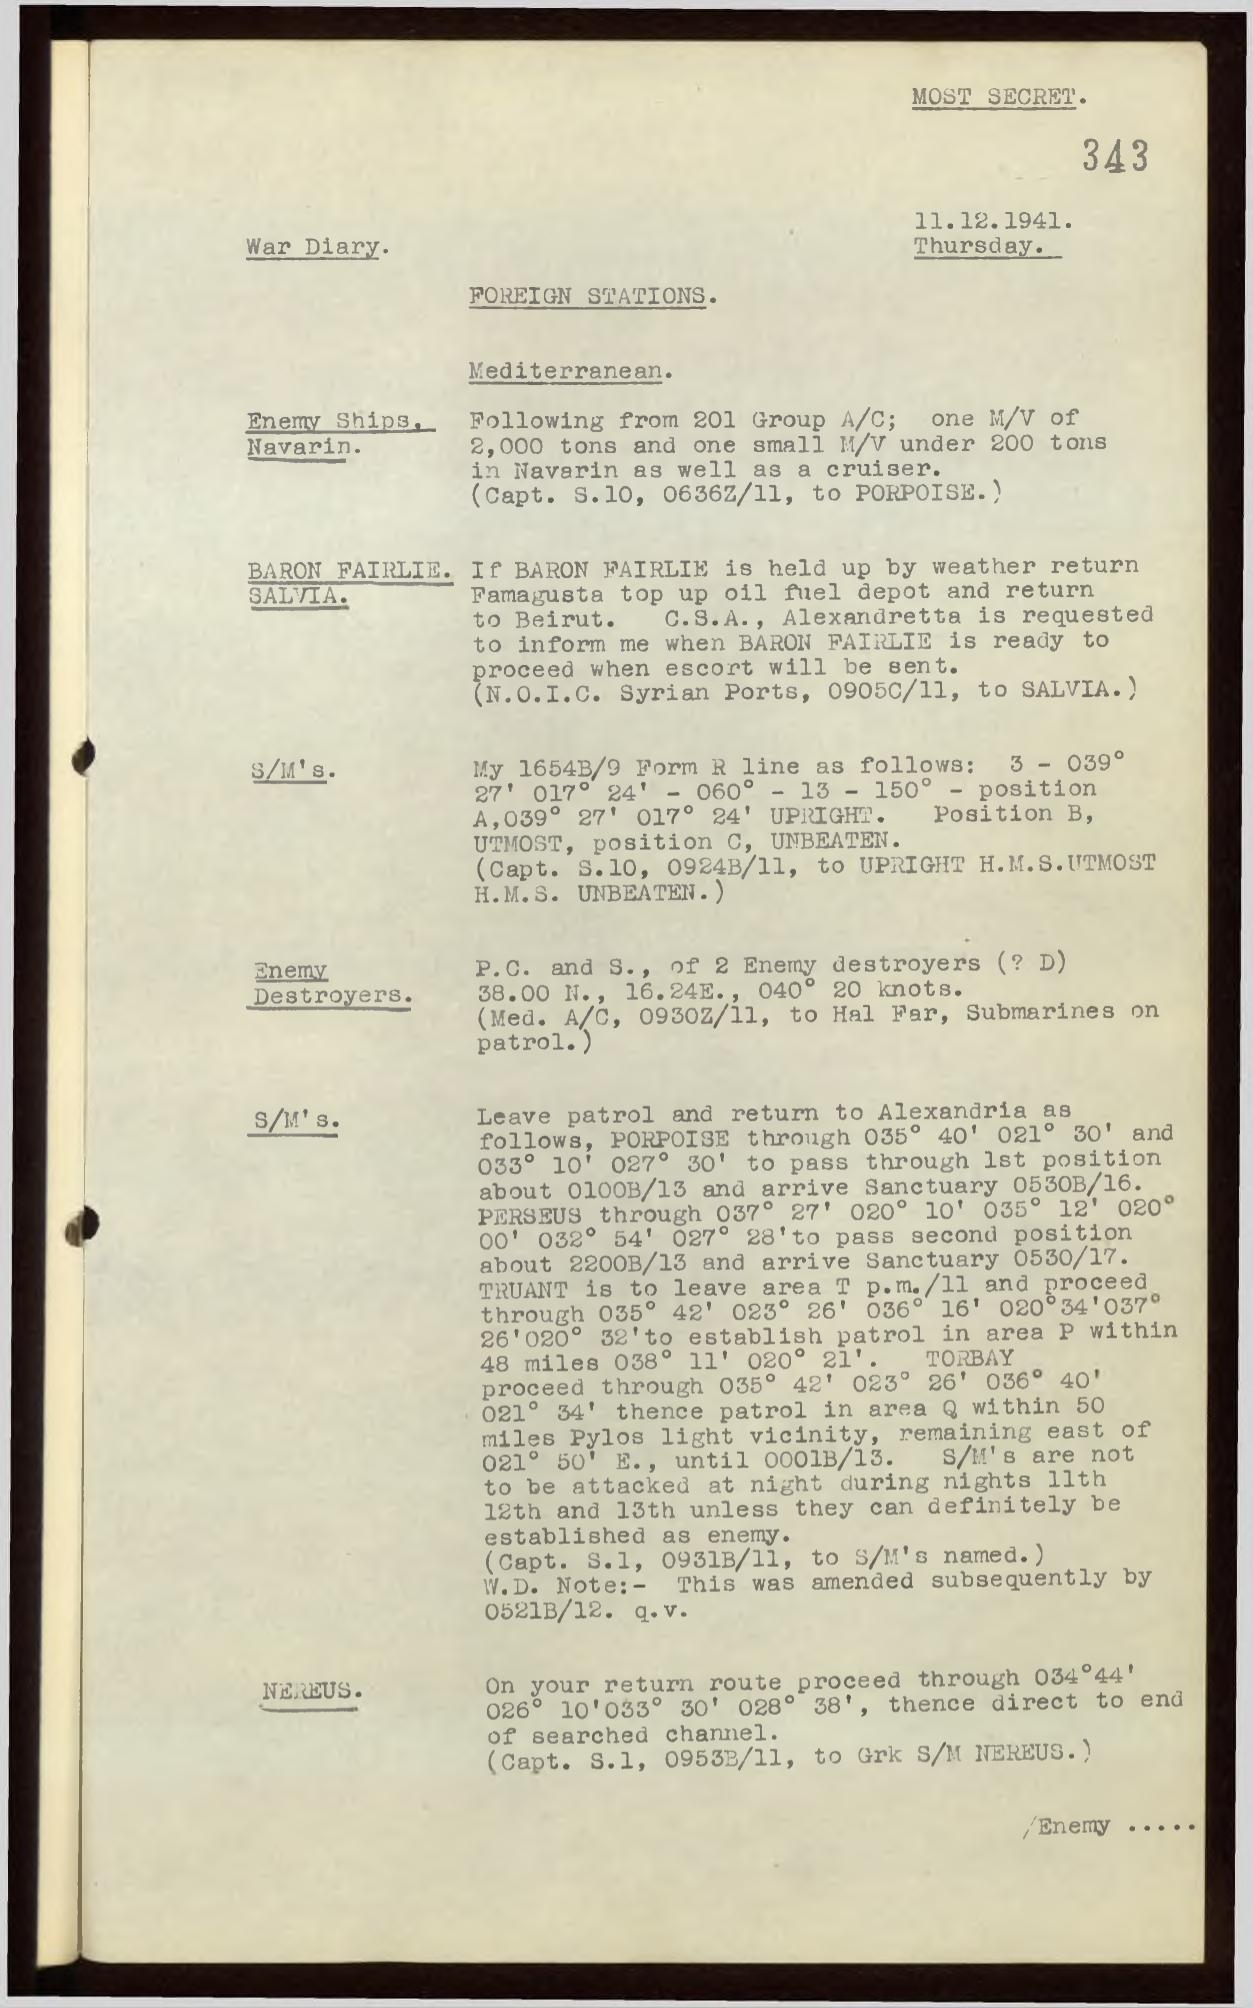 MOST SECRET.
343
11.12.1941.
War Diary.
Thursday.
FOREIGN STATIONS.
Mediterranean.
Enemy Ships. Following from 201 Group A/C; one M/V of
Navarin. 2,000 tons and one small M/V under 200 tons
in Navarin as well as a cruiser.
(Capt. S.10, 0636Z/11, to PORPOISE.)
BARON FAIRLIE. If BARON FAIRLIE is held up by weather return
SALVIA. Famagusta top up oil fuel depot and return
to Beirut. C.S.A., Alexandretta is requested
to inform me when BARON FAIRLIE is ready to
proceed when escort will be sent.
(N.O.I.C. Syrian Ports, 0905C/11, to SALVIA.)
S/M's. My 1654B/9 Form R line as follows: 3 - 039°
27' 017° 24' - 060° - 13 - 150° - position
A,039° 27' 017° 24' UPRIGHT. Position B,
UTMOST, position C, UNBEATEN.
(Capt. S.10, 0924B/11, to UPRIGHT H.M.S.UTMOST
H.M.S. UNBEATEN.)
Enemy P.C. and S., of 2 Enemy destroyers (? D)
Destroyers. 38.00 N., 16.24E., 040° 20 knots.
(Med. A/C, 0930Z/11, to Hal Far, Submarines on
patrol.)
S/M's. Leave patrol and return to Alexandria as
follows, PORPOISE through 035° 40' 021° 30' and
033° 10' 027° 30' to pass through 1st position
about 0100B/13 and arrive Sanctuary 0530B/16.
PERSEUS through 037° 27' 020° 10' 035° 12' 020°
00' 032° 54' 027° 28'to pass second position
about 2200B/13 and arrive Sanctuary 0530/17.
TRUANT is to leave area T p.m./11 and proceed
through 035° 42' 023° 26' 036° 16' 020°34'037°
26'020° 32'to establish patrol in area P within
48 miles 038° 11' 020° 21'. TORBAY
proceed through 035° 42' 023° 26' 036° 40'
021° 34' thence patrol in area Q within 50
miles Pylos light vicinity, remaining east of
021° 50' E., until 0001B/13. S/M's are not
to be attacked at night during nights 11th
12th and 13th unless they can definitely be
established as enemy.
(Capt. S.1, 0931B/11, to S/M's named.)
W.D. Note:- This was amended subsequently by
0521B/12. q.v.
NEREUS. On your return route proceed through 034°44'
026° 10'033° 30' 028° 38', thence direct to end
of searched channel.
(Capt. S.1, 0953B/11, to Grk S/M NEREUS.)
/Enemy .....